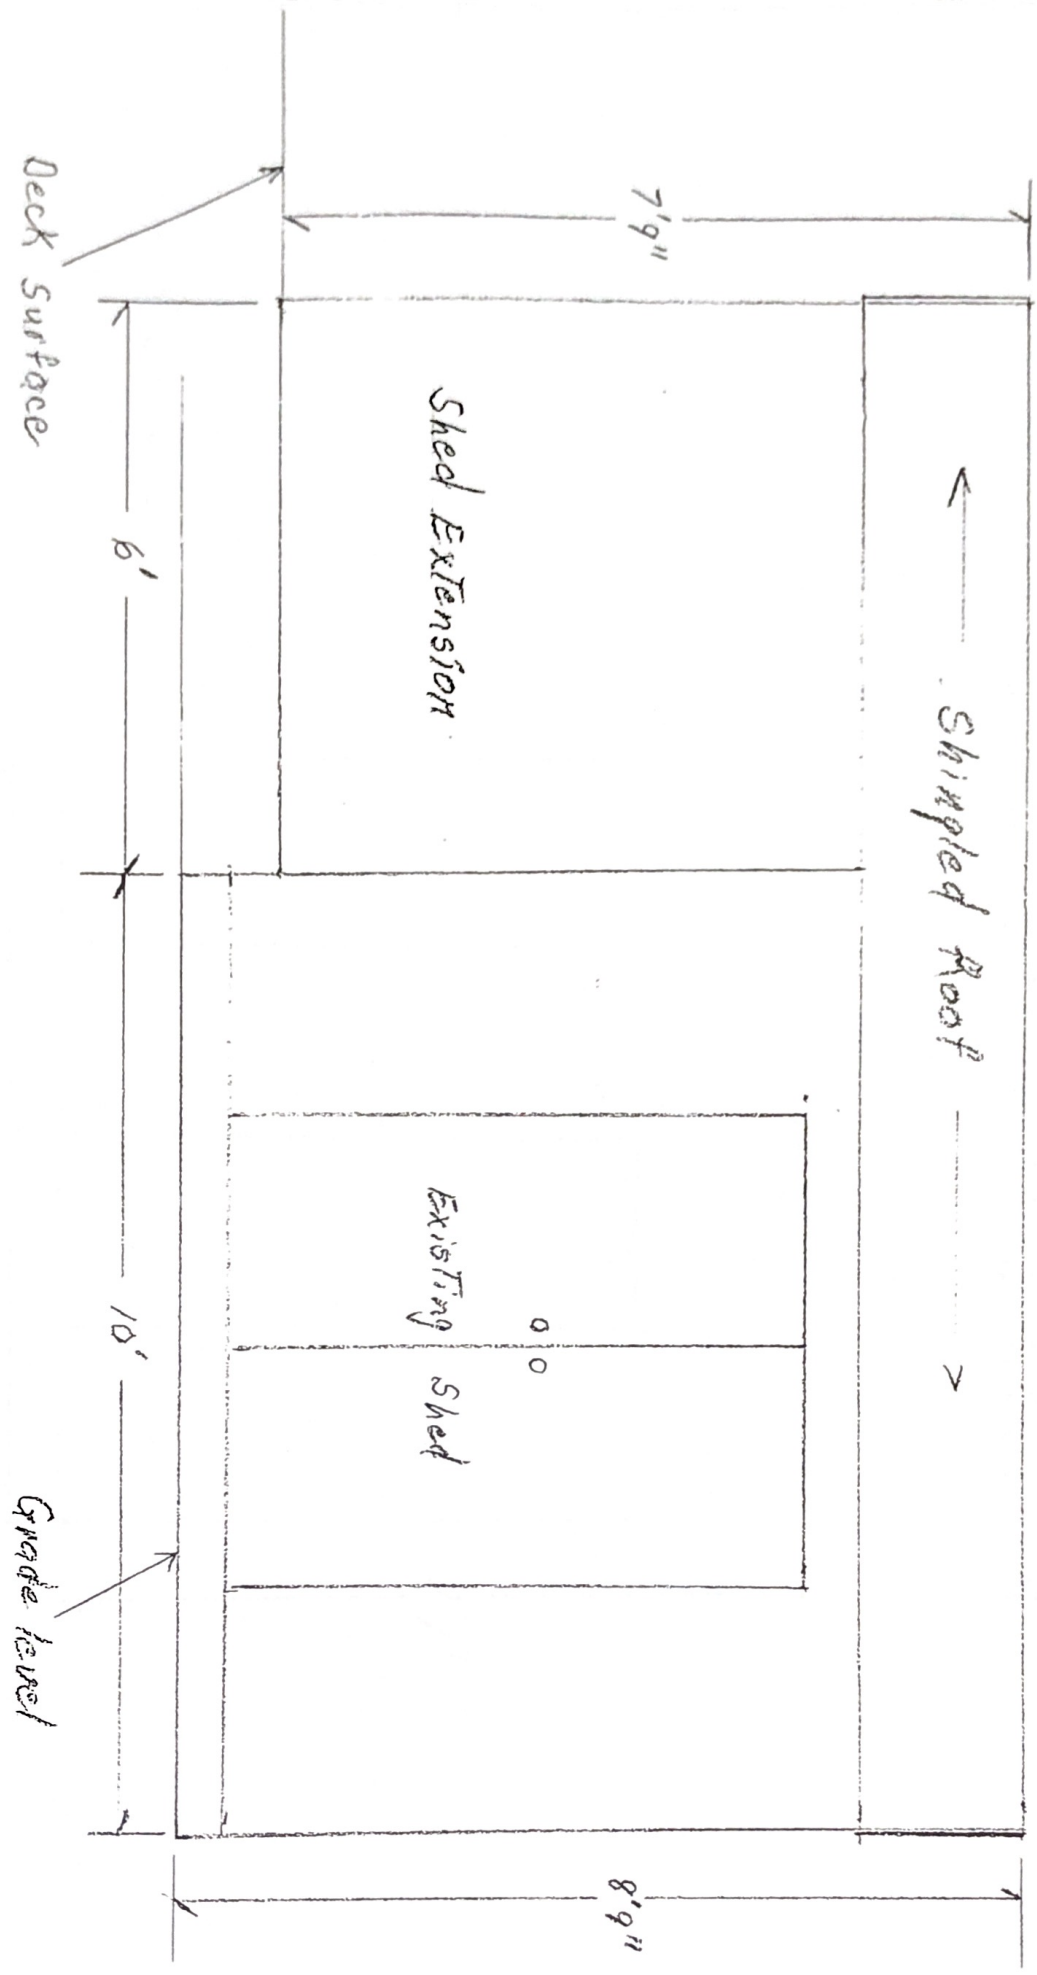 Shingled Roof
7'9"
8'9"
Shed Extension
Existing Shed
6'
10'
Deck Surface
Grade level